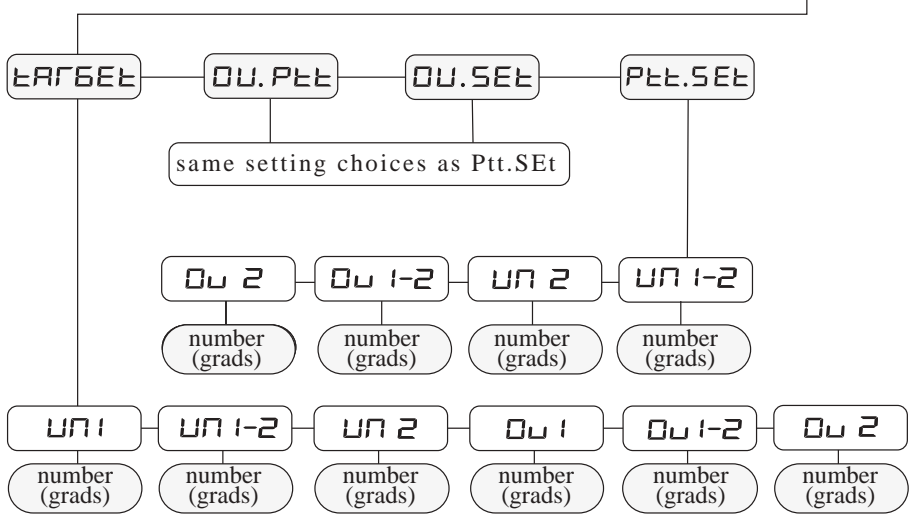 tArGEt
OU.Ptt
OU.SEt
Ptt.SEt
same setting choices as Ptt.SEt
Ou 2
Ou 1-2
Un 2
Un 1-2
number
(grads)
number
(grads)
number
(grads)
number
(grads)
Un 1
Un 1-2
Un 2
Ou 1
Ou 1-2
Ou 2
number
(grads)
number
(grads)
number
(grads)
number
(grads)
number
(grads)
number
(grads)